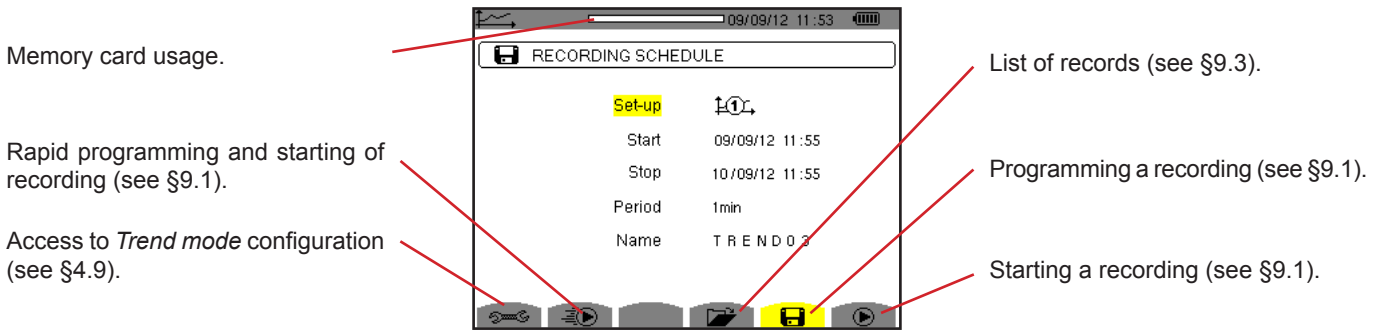 09/09/12 11:53
Memory card usage.
RECORDING SCHEDULE
List of records (see §9.3).
Set-up 1
Start 09/09/12 11:55
Rapid programming and starting of
recording (see §9.1).
Stop 10/09/12 11:55
Programming a recording (see §9.1).
Period 1min
Access to Trend mode configuration
(see §4.9).
Name TREND03
Starting a recording (see §9.1).